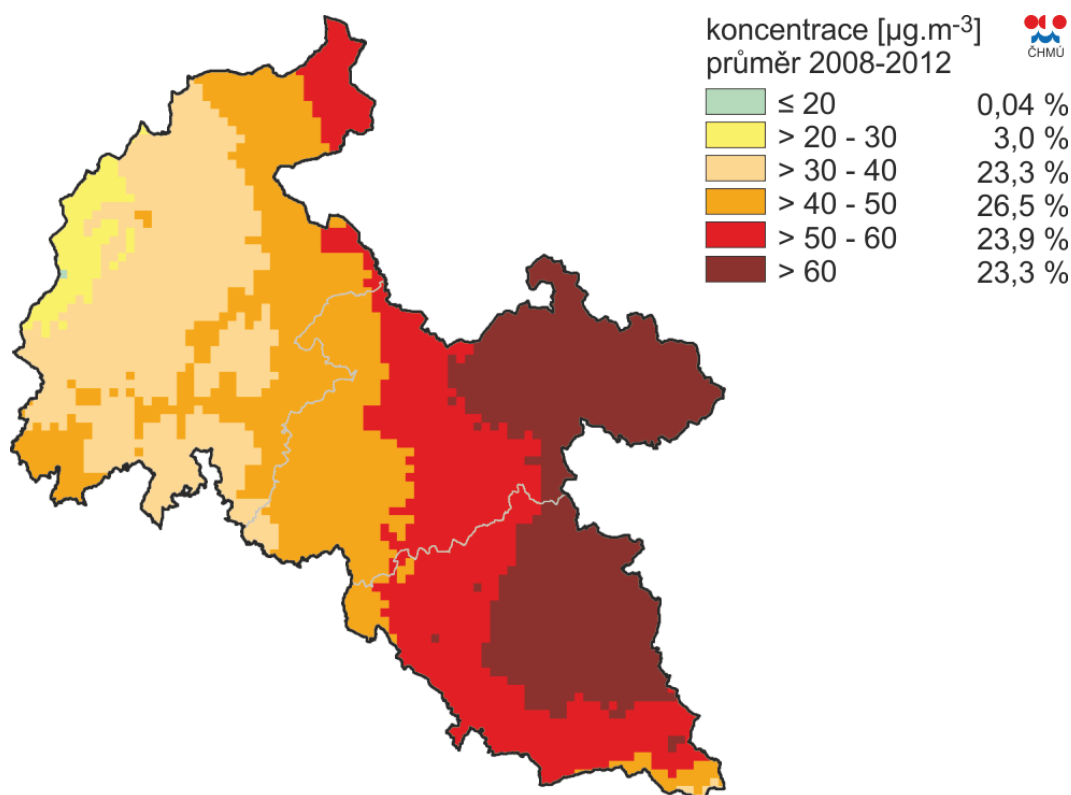 koncentrace [µg.m-3]
průměr 2008-2012
ČHMÚ
≤ 20 0,04 %
> 20 - 30 3,0 %
> 30 - 40 23,3 %
> 40 - 50 26,5 %
> 50 - 60 23,9 %
> 60 23,3 %